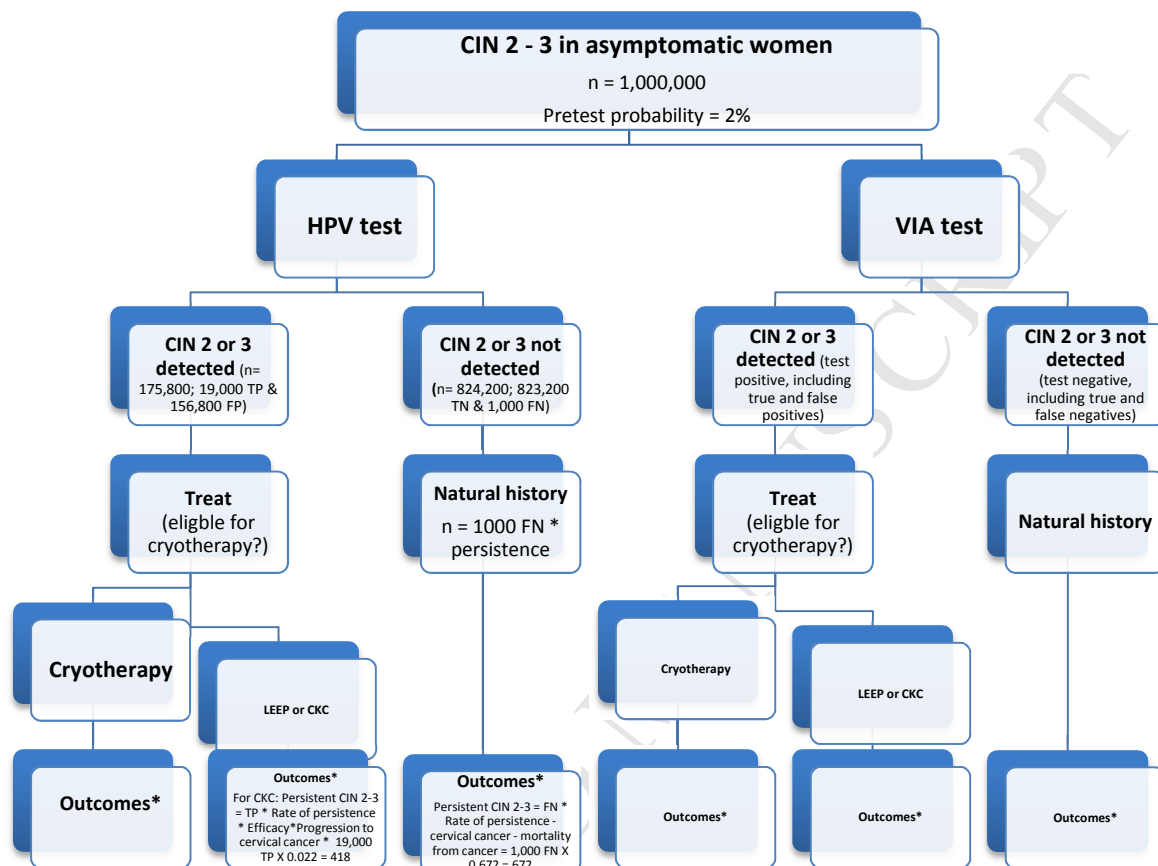 CIN 2 - 3 in asymptomatic women
n = 1,000,000
Pretest probability = 2%
HPV test
VIA test
CIN 2 or 3
detected (n=
175,800; 19,000 TP &
156,800 FP)
CIN 2 or 3 not
detected
(n= 824,200; 823,200
TN & 1,000 FN)
CIN 2 or 3
detected (test
positive, including
true and false
positives)
CIN 2 or 3 not
detected
(test negative,
including true and
false negatives)
Treat
(eligble for
cryotherapy?)
Natural history
n = 1000 FN *
persistence
Treat
(eligble for
cryotherapy?)
Natural history
Cryotherapy
LEEP or CKC
Cryotherapy
LEEP or CKC
Outcomes*
Outcomes*
For CKC: Persistent CIN 2-3
= TP * Rate of persistence
* Efficacy*Progression to
cervical cancer * 19,000
TP X 0.022 = 418
Outcomes*
Persistent CIN 2-3 = FN *
Rate of persistence -
cervical cancer - mortality
from cancer = 1,000 FN X
0.672 = 672
Outcomes*
Outcomes*
Outcomes*